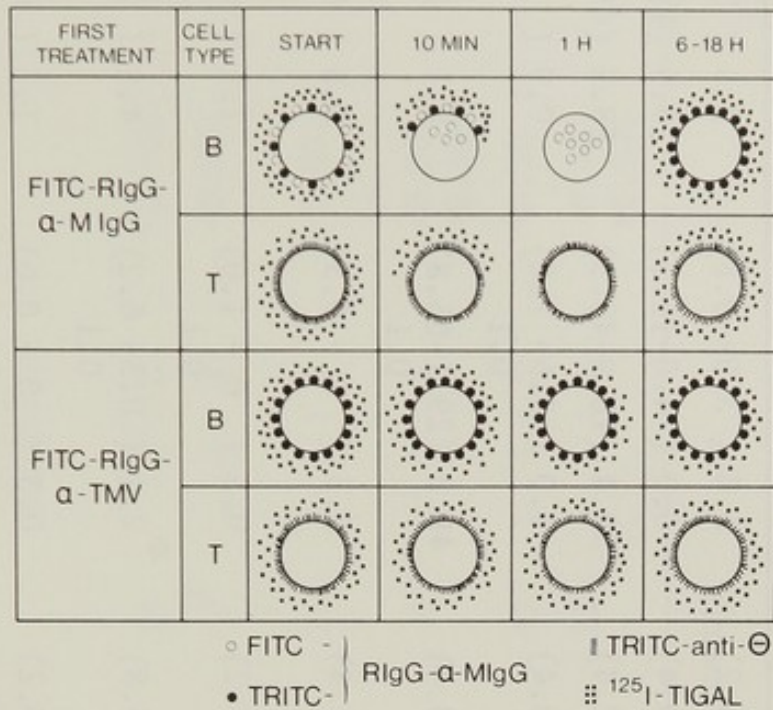 FIRST TREATMENT CELL TYPE START 10 MIN 1 H 6-18 H
FITC-RIgG-
α-MIgG
B
T
FITC-RIgG-
α-TMV
B
T
○ FITC -
● TRITC-
RIgG-α-MIgG
TRITC-anti-Θ
¹²⁵I-TIGAL